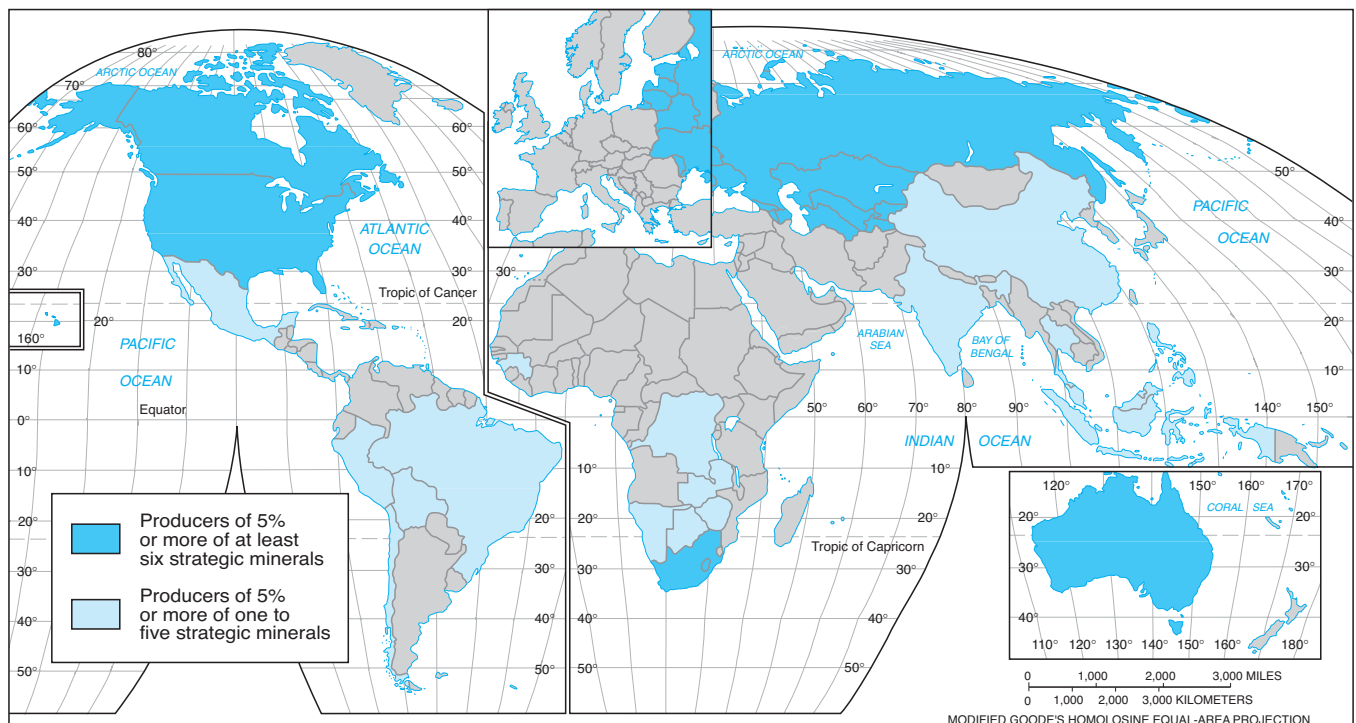 80°
ARCTIC OCEAN
70°
60°
50°
40°
30°
20°
160°
ATLANTIC
OCEAN
Tropic of Cancer
20°
PACIFIC
OCEAN
10°
10°
Equator
0°
10°
10°
20°
20°
30°
30°
40°
40°
50°
50°
Producers of 5%
or more of at least
six strategic minerals
Producers of 5%
or more of one to
five strategic minerals
30°
ARCTIC OCEAN
50°
PACIFIC
OCEAN
40°
30°
20°
10°
ARABIAN
SEA
BAY OF
BENGAL
50° 60° 70° 80° 90° 140° 150°
0°
INDIAN OCEAN
10°
10°
20°
20°
Tropic of Capricorn
30°
30°
40°
40°
50°
50°
120° 150° 170°
160°
CORAL SEA
20°
20°
30°
30°
40°
40°
110° 130° 140° 150° 160° 180°
0 1,000 2,000 3,000 MILES
0 1,000 2,000 3,000 KILOMETERS
MODIFIED GOODE'S HOMOLOSINE EQUAL-AREA PROJECTION